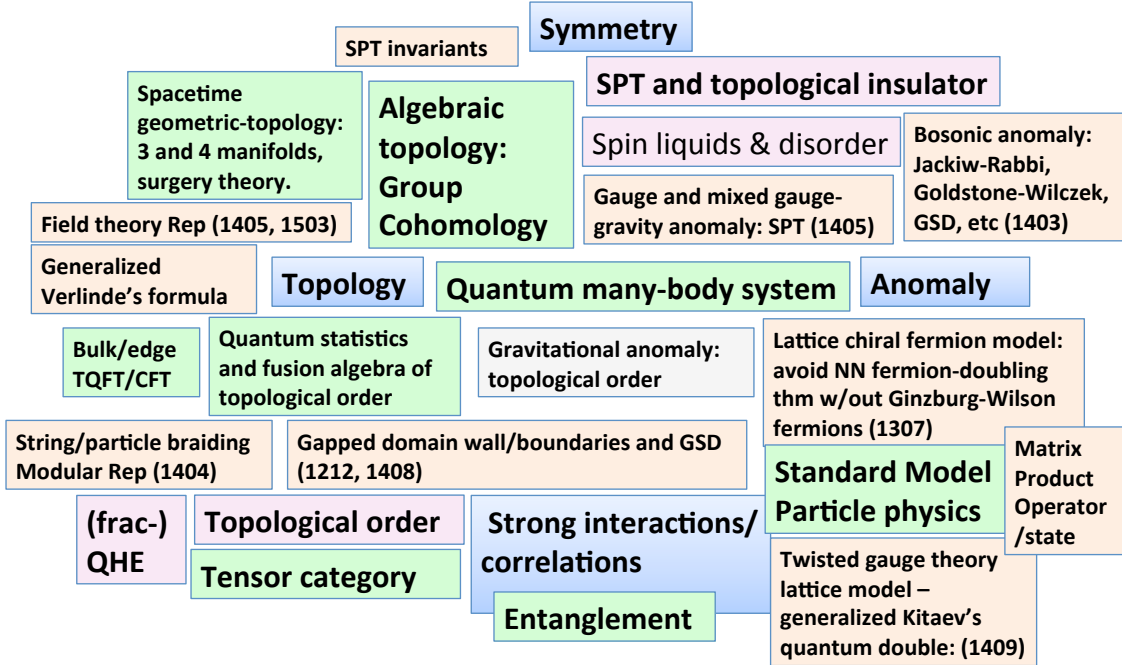 Symmetry
SPT invariants
SPT and topological insulator
Spacetime
geometric-topology:
3 and 4 manifolds,
surgery theory.
Algebraic
topology:
Group
Cohomology
Spin liquids & disorder
Bosonic anomaly:
Jackiw-Rabbi,
Goldstone-Wilczek,
GSD, etc (1403)
Gauge and mixed gauge-
gravity anomaly: SPT (1405)
Field theory Rep (1405, 1503)
Generalized
Verlinde's formula
Topology
Quantum many-body system
Anomaly
Bulk/edge
TQFT/CFT
Quantum statistics
and fusion algebra of
topological order
Gravitational anomaly:
topological order
Lattice chiral fermion model:
avoid NN fermion-doubling
thm w/out Ginzburg-Wilson
fermions (1307)
String/particle braiding
Modular Rep (1404)
Gapped domain wall/boundaries and GSD
(1212, 1408)
Standard Model
Particle physics
Matrix
Product
Operator
/state
(frac-)
QHE
Topological order
Strong interactions/
correlations
Tensor category
Entanglement
Twisted gauge theory
lattice model –
generalized Kitaev's
quantum double: (1409)